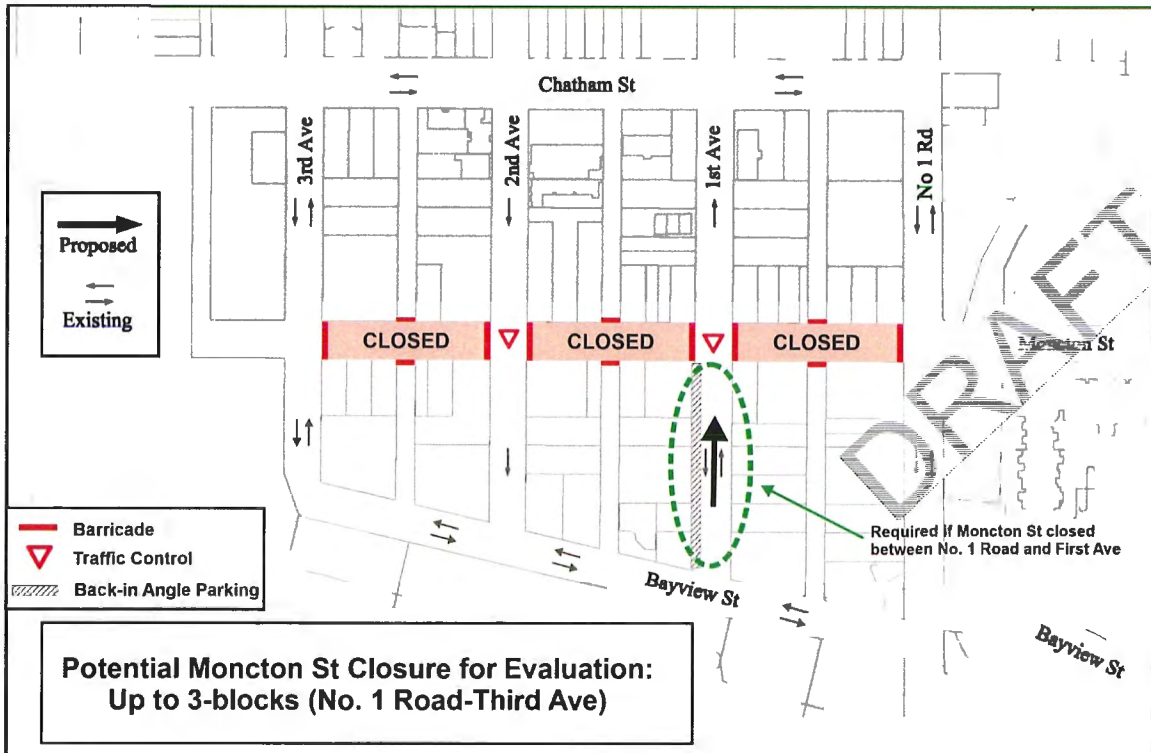 Chatham St
3rd Ave
2nd Ave
1st Ave
No 1 Rd
Proposed
Existing
CLOSED
CLOSED
CLOSED
Moncton St
DRAFT
Required if Moncton St closed
between No. 1 Road and First Ave
Barricade
Traffic Control
Back-in Angle Parking
Bayview St
Bayview St
Potential Moncton St Closure for Evaluation:
Up to 3-blocks (No. 1 Road-Third Ave)